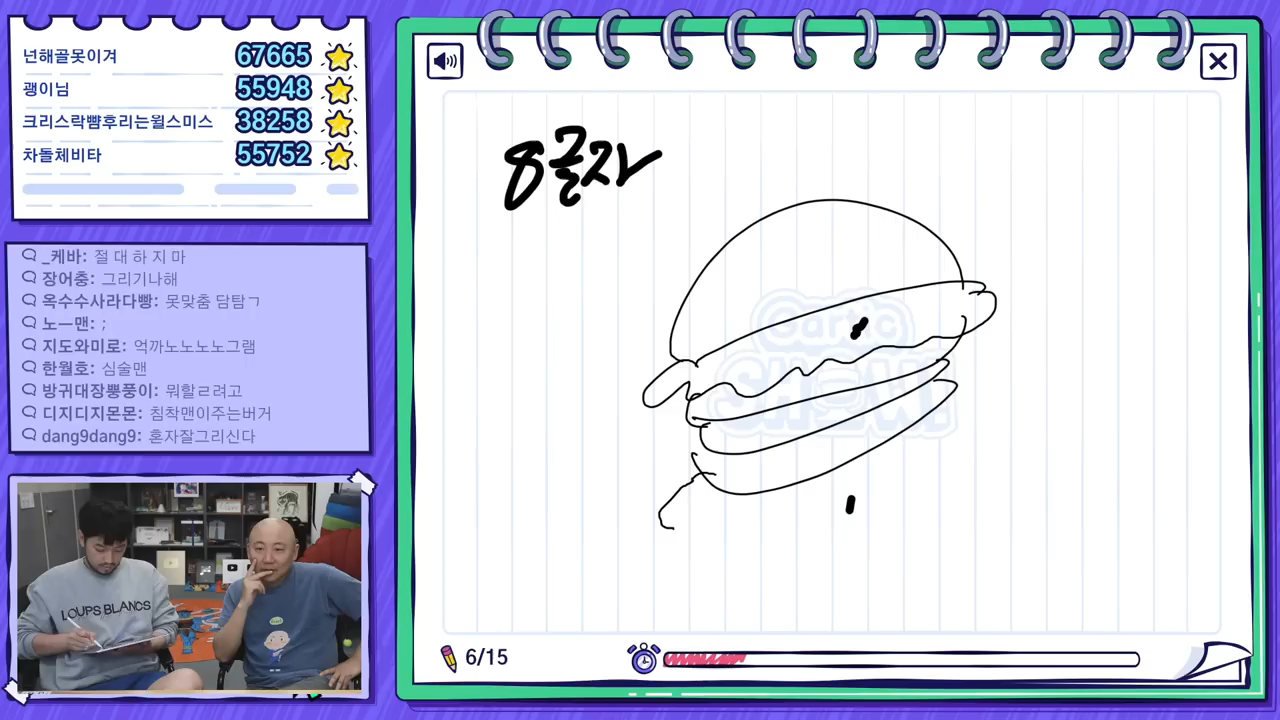 넌해골못이겨 67665
괭이님 55948
크리스락뺨후리는윌스미스 38258
차돌체비타 55752
_케바: 절 대 하 지 마
장어충: 그리기나해
옥수수사라다빵: 못맞춤 담탐ㄱ
노ㅡ맨: ;
지도와미로: 억까노노노노그램
한월호: 심술맨
방귀대장뿡풍이: 뭐할ㄹ려고
디지디지몬몬: 침착맨이주는버거
dang9dang9: 혼자잘그리신다
LOUPS BLANCS
8글자
Gartic
SHOW!
6/15